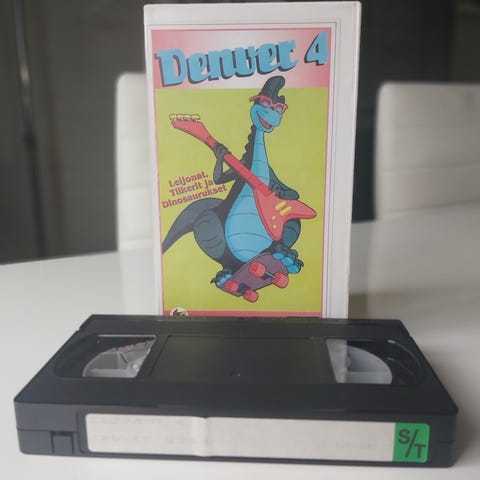 Denver 4
Leijonat,
Tiikerit ja
Dinosaurukset
S/T